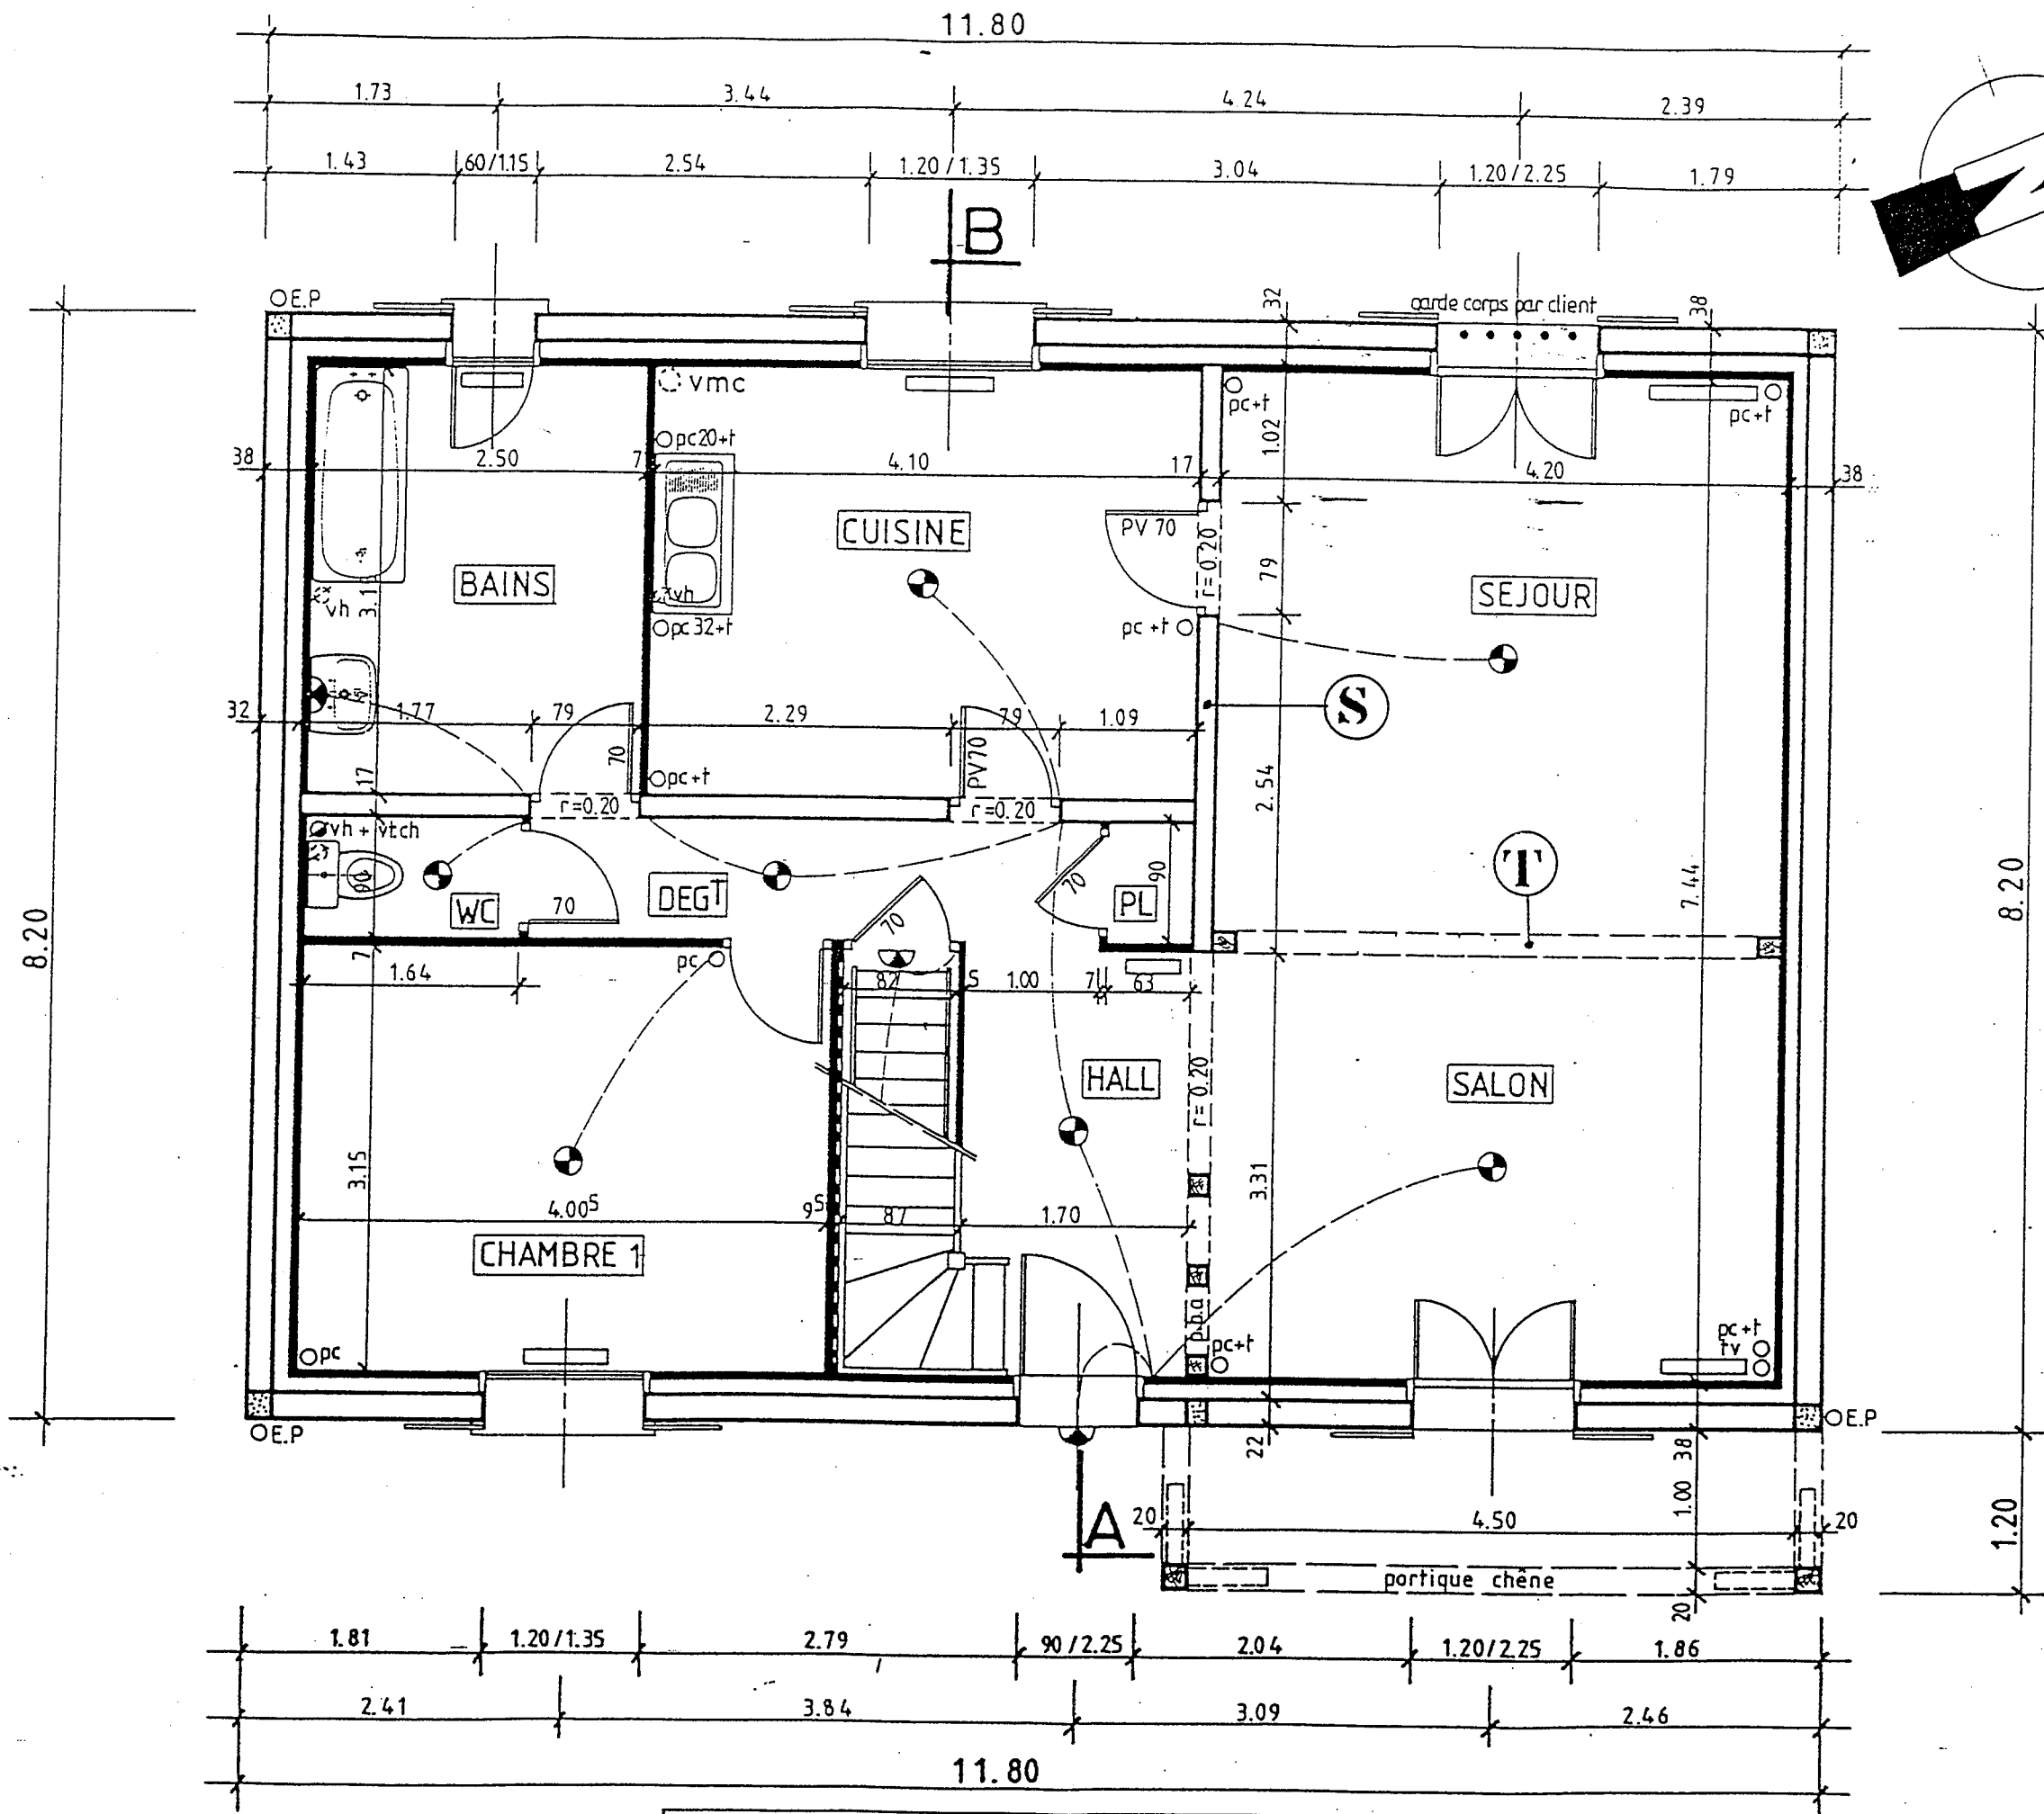 11.80
1.73 3.44 4.24 2.39
1.43 60/1.15 2.54 1.20/1.35 3.04 1.20/2.25 1.79
B
E.P 32 garde corps par client 38
vmc pc+t pc+t
pc20+t 1.02
38 2.50 7 4.10 17 4.20 38
CUISINE PV 70 r=0.20 79
BAINS SEJOUR
vh vh
pc32+t pc+t
S
32 1.77 79 2.29 79 1.09
70 pc+t PV70 2.54
17 r=0.20 r=0.20
vh + vtch
T
90 7.44
WC 70 DEGT 70 70 PL
8.20 8.20
7 pc
1.64 82 5 1.00 7 63
HALL r=0.20 SALON
3.15 3.31
4.00⁵ 9⁵ 87 1.70
CHAMBRE 1
pc pc+t pc+t
tv
E.P E.P
22 38
A 20 4.50 1.00 20 1.20
portique chêne
20
1.81 1.20/1.35 2.79 90/2.25 2.04 1.20/2.25 1.86
2.41 3.84 3.09 2.46
11.80